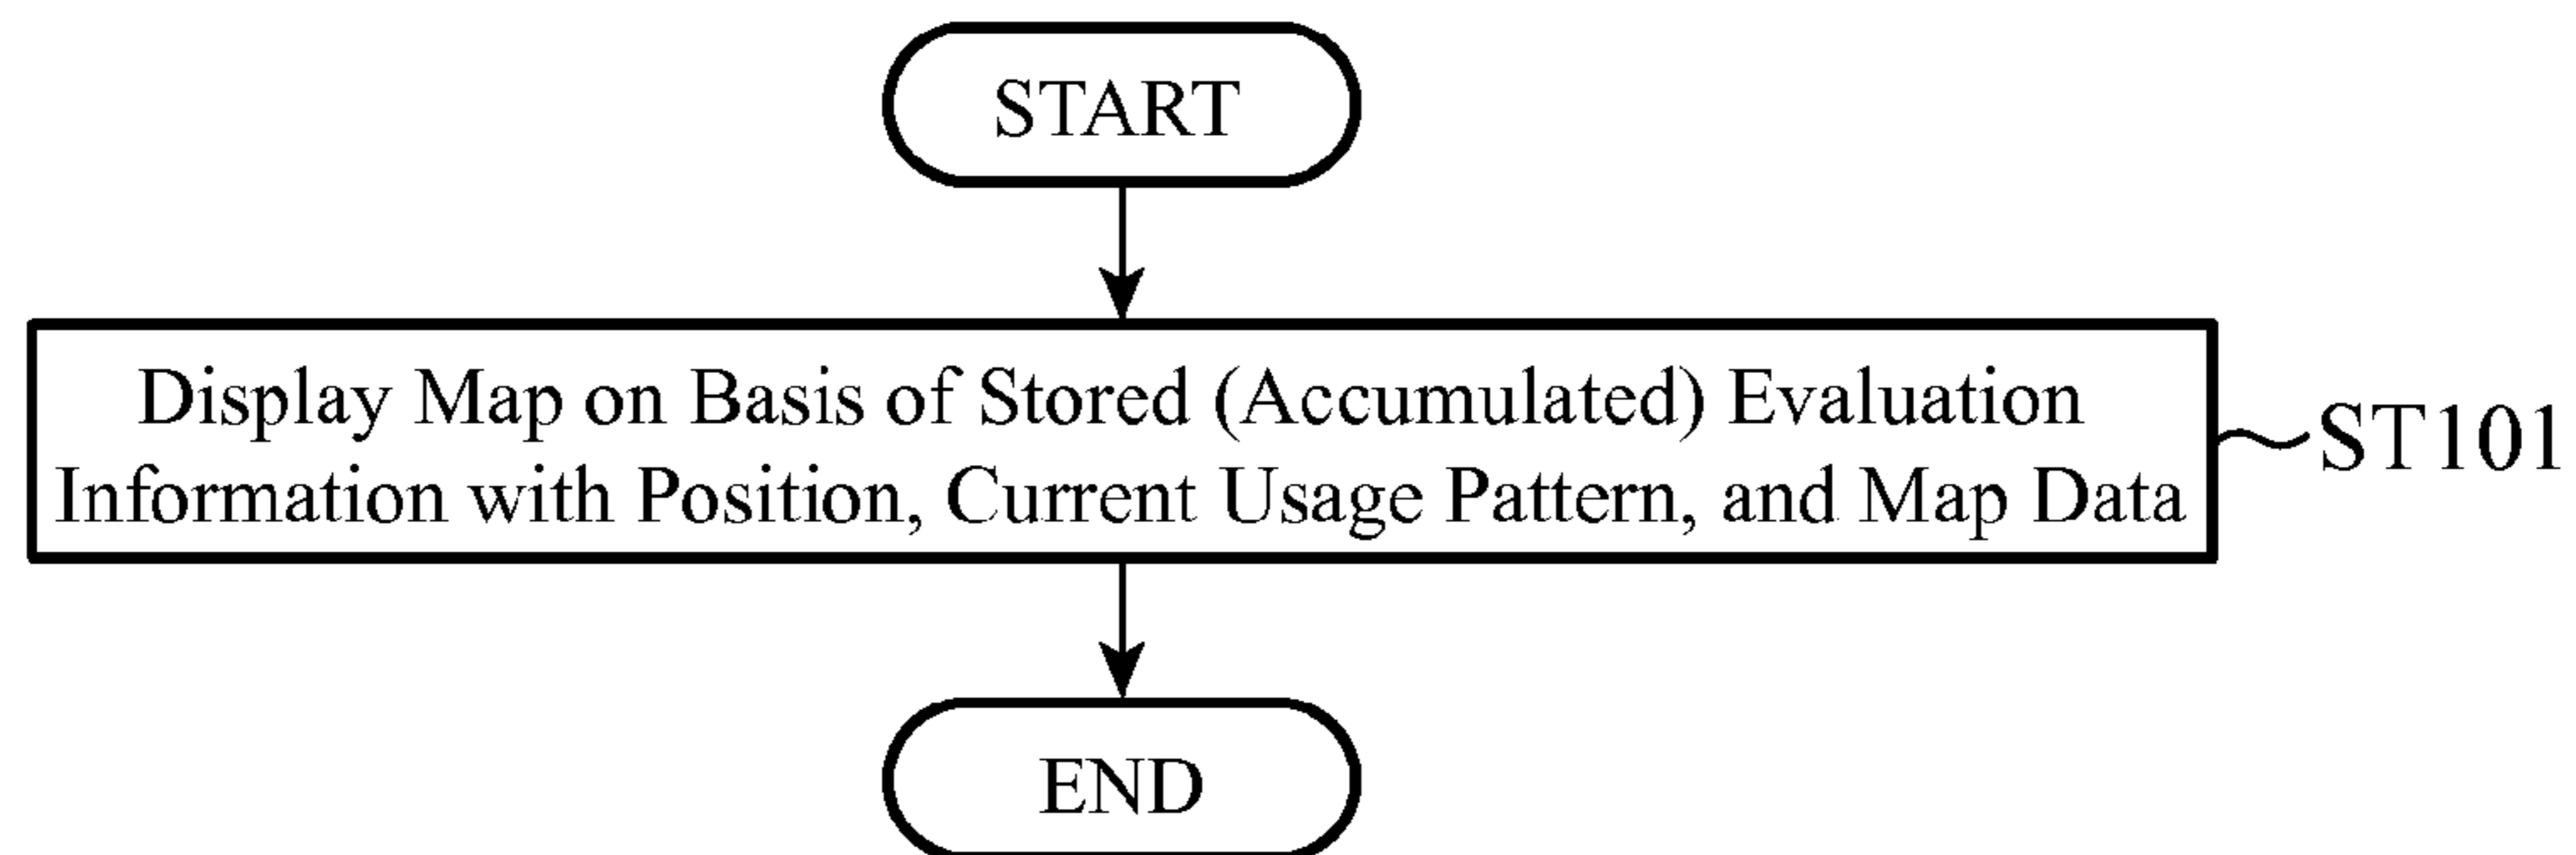 START
Display Map on Basis of Stored (Accumulated) Evaluation
Information with Position, Current Usage Pattern, and Map Data
ST101
END